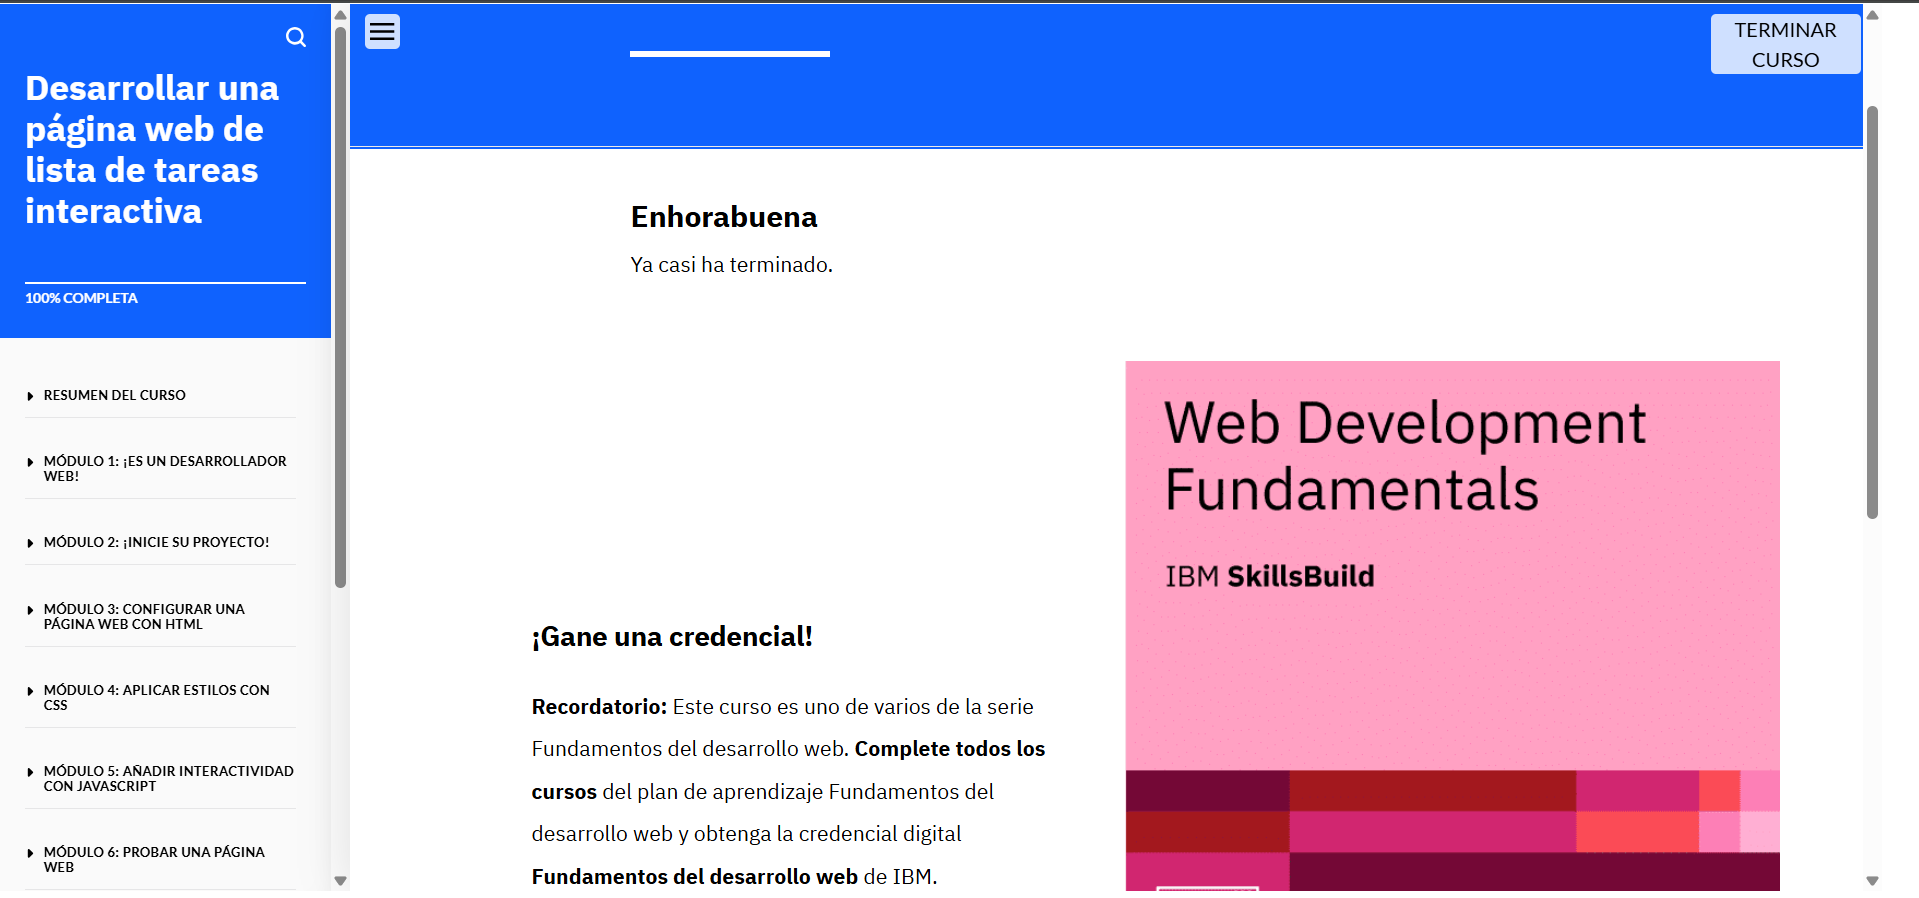 Desarrollar una
página web de
lista de tareas
interactiva
100% COMPLETA
RESUMEN DEL CURSO
MÓDULO 1: ¡ES UN DESARROLLADOR
WEB!
MÓDULO 2: ¡INICIE SU PROYECTO!
MÓDULO 3: CONFIGURAR UNA
PÁGINA WEB CON HTML
MÓDULO 4: APLICAR ESTILOS CON
CSS
MÓDULO 5: AÑADIR INTERACTIVIDAD
CON JAVASCRIPT
MÓDULO 6: PROBAR UNA PÁGINA
WEB
TERMINAR
CURSO
Enhorabuena
Ya casi ha terminado.
¡Gane una credencial!
Recordatorio: Este curso es uno de varios de la serie
Fundamentos del desarrollo web. Complete todos los
cursos del plan de aprendizaje Fundamentos del
desarrollo web y obtenga la credencial digital
Fundamentos del desarrollo web de IBM.
Web Development
Fundamentals
IBM SkillsBuild